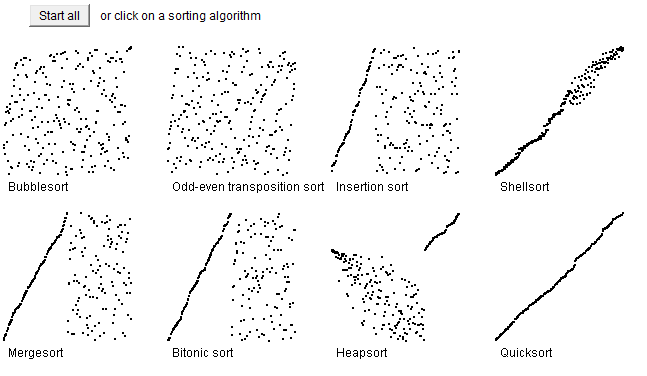 Start all or click on a sorting algorithm
Bubblesort Odd-even transposition sort Insertion sort Shellsort
Mergesort Bitonic sort Heapsort Quicksort